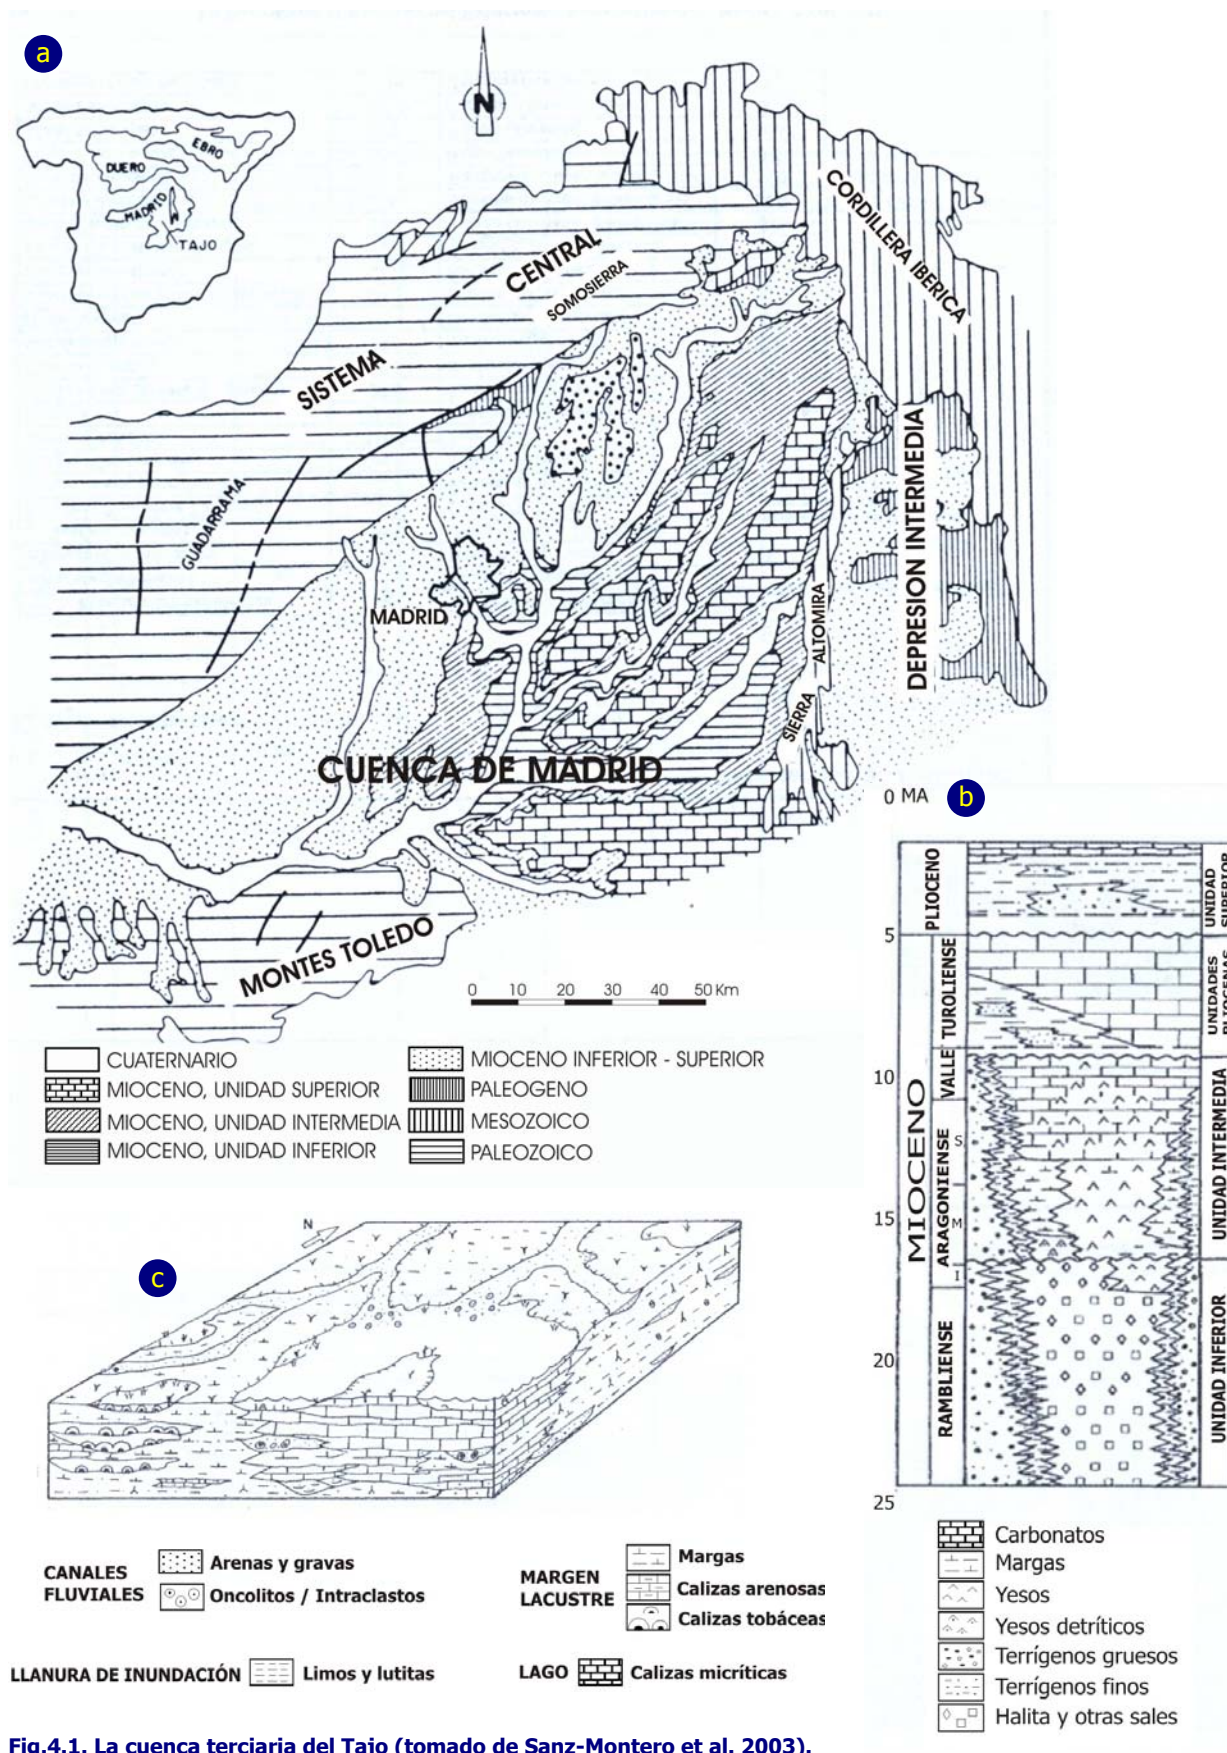 a
N
DUERO
EBRO
MADRID
TAJO
CORDILLERA IBERICA
CENTRAL
SOMOSIERRA
SISTEMA
GUADARRAMA
MADRID
DEPRESION INTERMEDIA
ALTOMIRA
SIERRA
CUENCA DE MADRID
MONTES TOLEDO
0 10 20 30 40 50 Km
CUATERNARIO
MIOCENO, UNIDAD SUPERIOR
MIOCENO, UNIDAD INTERMEDIA
MIOCENO, UNIDAD INFERIOR
MIOCENO INFERIOR - SUPERIOR
PALEOGENO
MESOZOICO
PALEOZOICO
0 MA b
5
10
15
20
25
PLIOCENO
MIOCENO
TUROLIENSE
VALLE
ARAGONIENSE
S
M
I
RAMBLIENSE
UNIDAD
SUPERIOR
UNIDADES
UNIDAD INTERMEDIA
UNIDAD INFERIOR
Carbonatos
Margas
Yesos
Yesos detríticos
Terrígenos gruesos
Terrígenos finos
Halita y otras sales
c
N
CANALES
FLUVIALES
Arenas y gravas
Oncolitos / Intraclastos
MARGEN
LACUSTRE
Margas
Calizas arenosas
Calizas tobáceas
LLANURA DE INUNDACIÓN
Limos y lutitas
LAGO
Calizas micríticas
Fig.4.1. La cuenca terciaria del Tajo (tomado de Sanz-Montero et al. 2003).